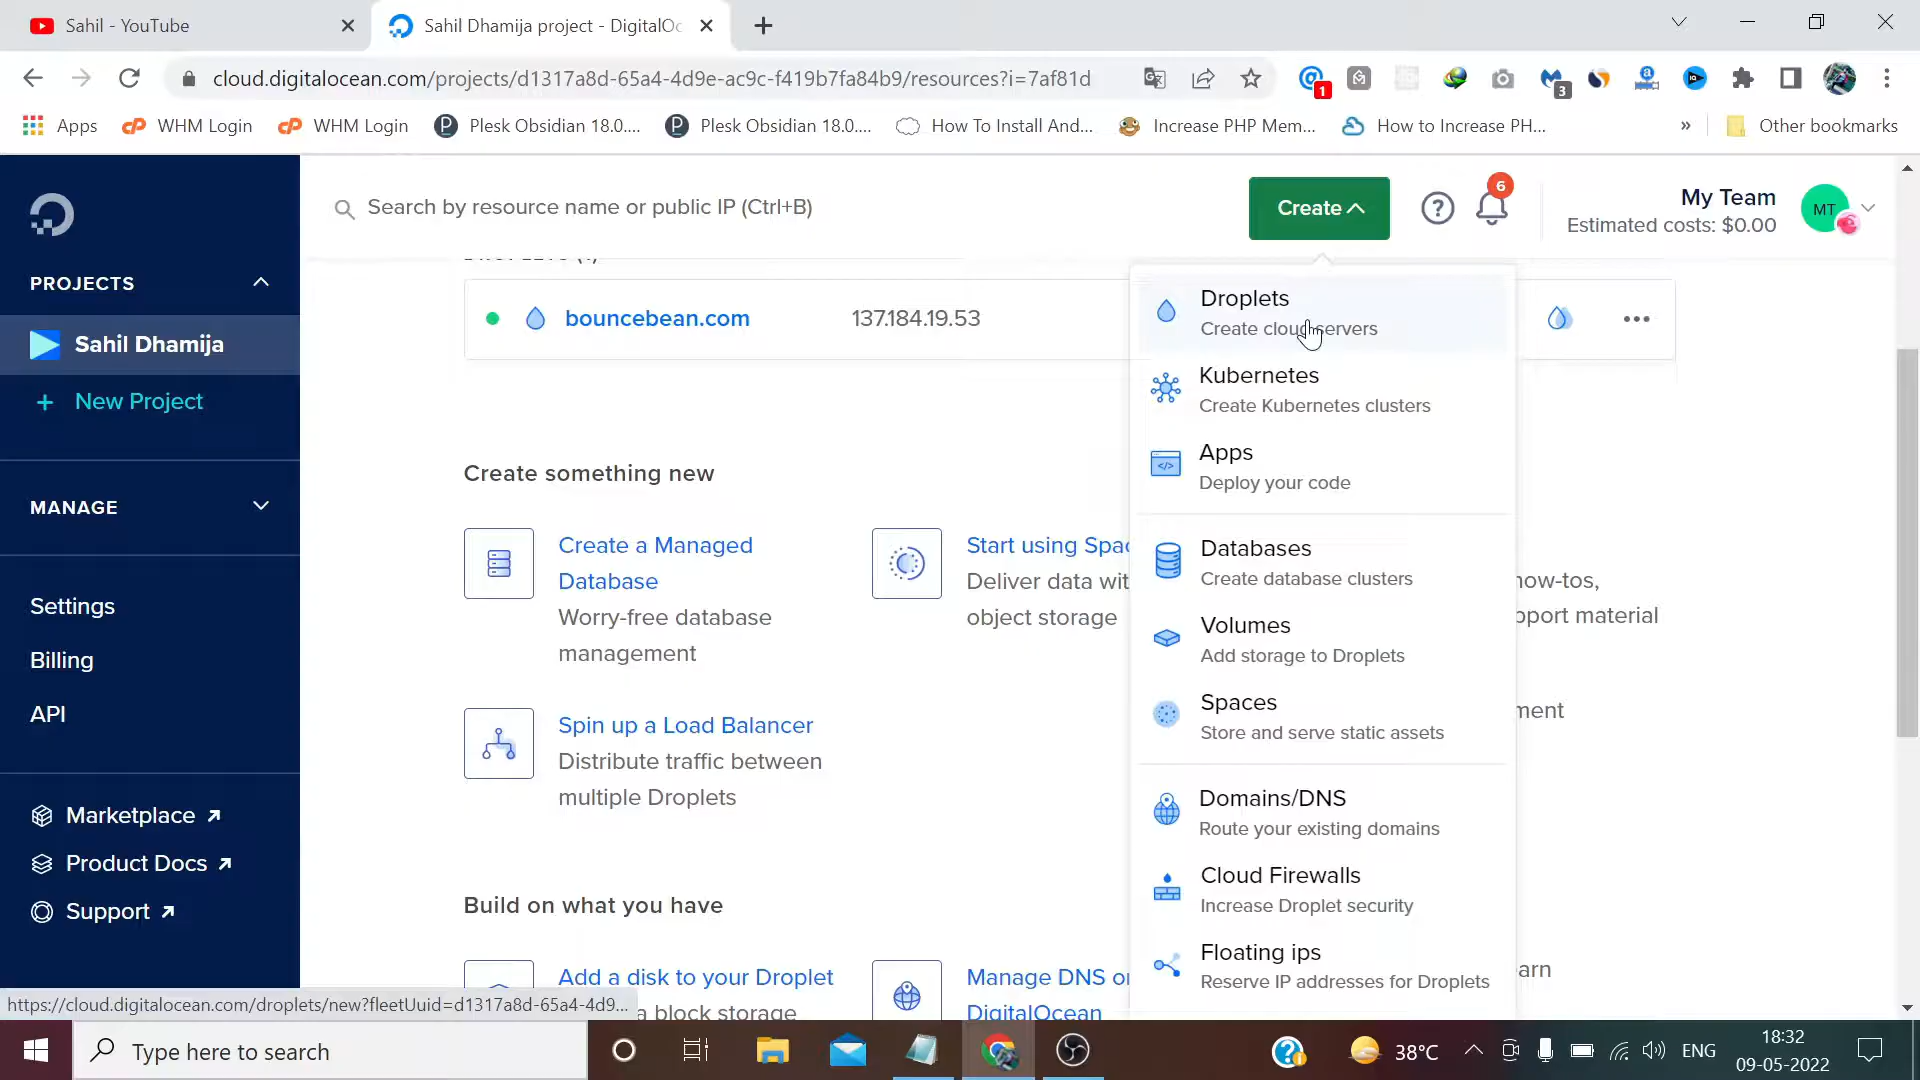 Sahil - YouTube
Sahil Dhamija project - DigitalOc
cloud.digitalocean.com/projects/d1317a8d-65a4-4d9e-ac9c-f419b7fa84b9/resources?i=7af81d
1
3
Apps
WHM Login
WHM Login
Plesk Obsidian 18.0....
Plesk Obsidian 18.0....
How To Install And...
Increase PHP Mem...
How to Increase PH...
»
Other bookmarks
Search by resource name or public IP (Ctrl+B)
Create
6
My Team
Estimated costs: $0.00
MT
PROJECTS
Sahil Dhamija
+ New Project
MANAGE
Settings
Billing
API
Marketplace
Product Docs
Support
bouncebean.com
137.184.19.53
Create something new
Create a Managed
Database
Worry-free database
management
Start using Spac
Deliver data wit
object storage
Spin up a Load Balancer
Distribute traffic between
multiple Droplets
how-tos,
pport material
ment
Build on what you have
Add a disk to your Droplet
a block storage
Manage DNS on
DigitalOcean
arn
Droplets
Create cloud servers
Kubernetes
Create Kubernetes clusters
Apps
Deploy your code
Databases
Create database clusters
Volumes
Add storage to Droplets
Spaces
Store and serve static assets
Domains/DNS
Route your existing domains
Cloud Firewalls
Increase Droplet security
Floating ips
Reserve IP addresses for Droplets
https://cloud.digitalocean.com/droplets/new?fleetUuid=d1317a8d-65a4-4d9...
Type here to search
38°C
ENG
18:32
09-05-2022